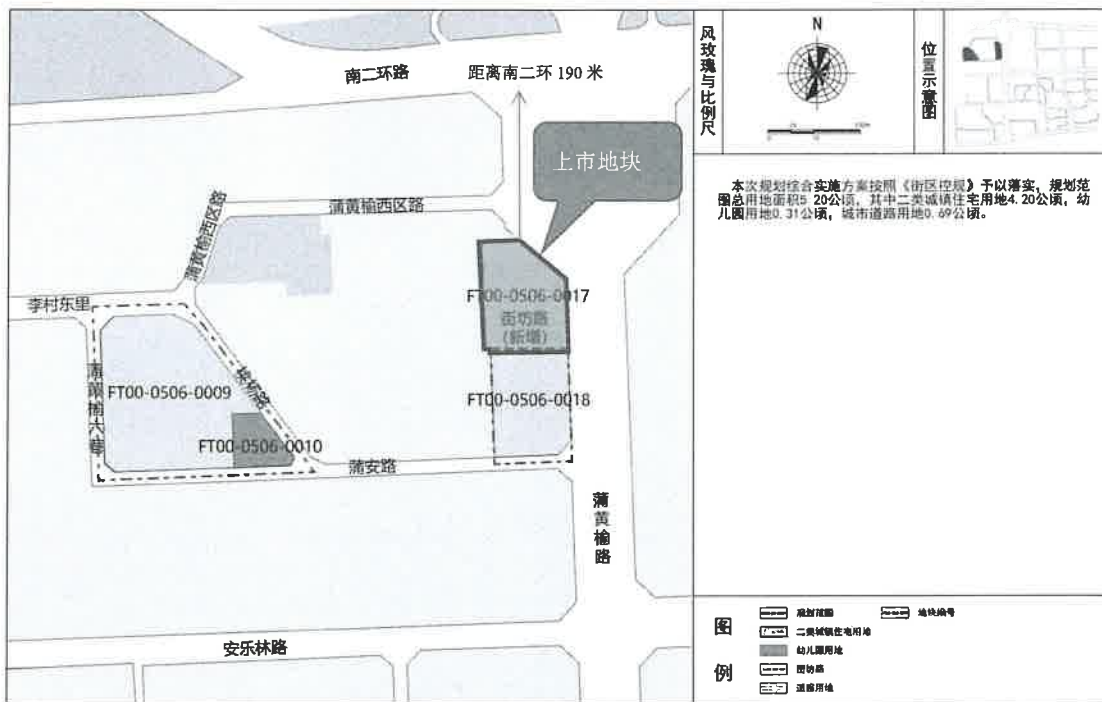 南二环路
距离南二环 190 米
上市地块
蒲黄榆西区路
蒲黄榆西区路
李村东里
FT00-0506-0017
街坊路
(新增)
FT00-0506-0009
FT00-0506-0018
FT00-0506-0010
蒲安路
蒲黄榆路
安乐林路
风玫瑰与比例尺
N
位置示意图
本次规划综合实施方案按照《街区控规》予以落实，规划范
围总用地面积5 20公顷，其中二类城镇住宅用地4.20公顷，幼
儿园用地0.31公顷，城市道路用地0.69公顷。
图例
规划范围
地块编号
二类城镇住宅用地
幼儿园用地
街坊路
道路用地